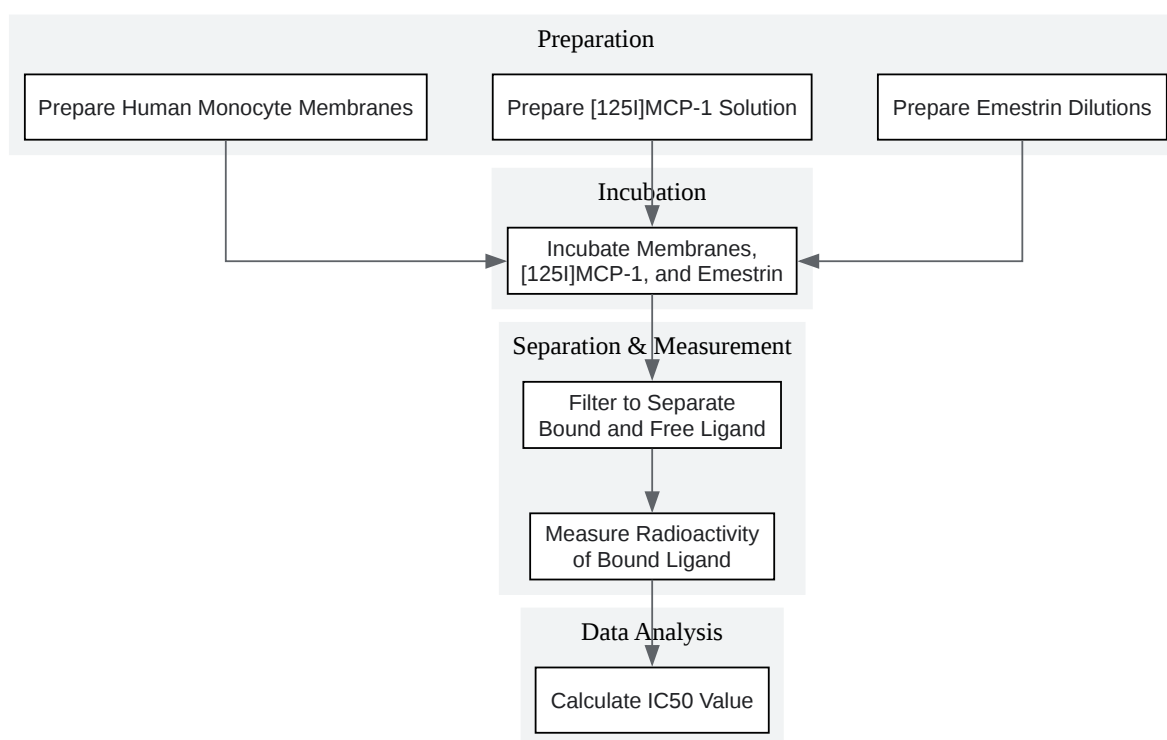 Preparation
Prepare Human Monocyte Membranes
Prepare [125I]MCP-1 Solution
Prepare Emestrin Dilutions
Incubation
Incubate Membranes,
[125I]MCP-1, and Emestrin
Separation & Measurement
Filter to Separate
Bound and Free Ligand
Measure Radioactivity
of Bound Ligand
Data Analysis
Calculate IC50 Value